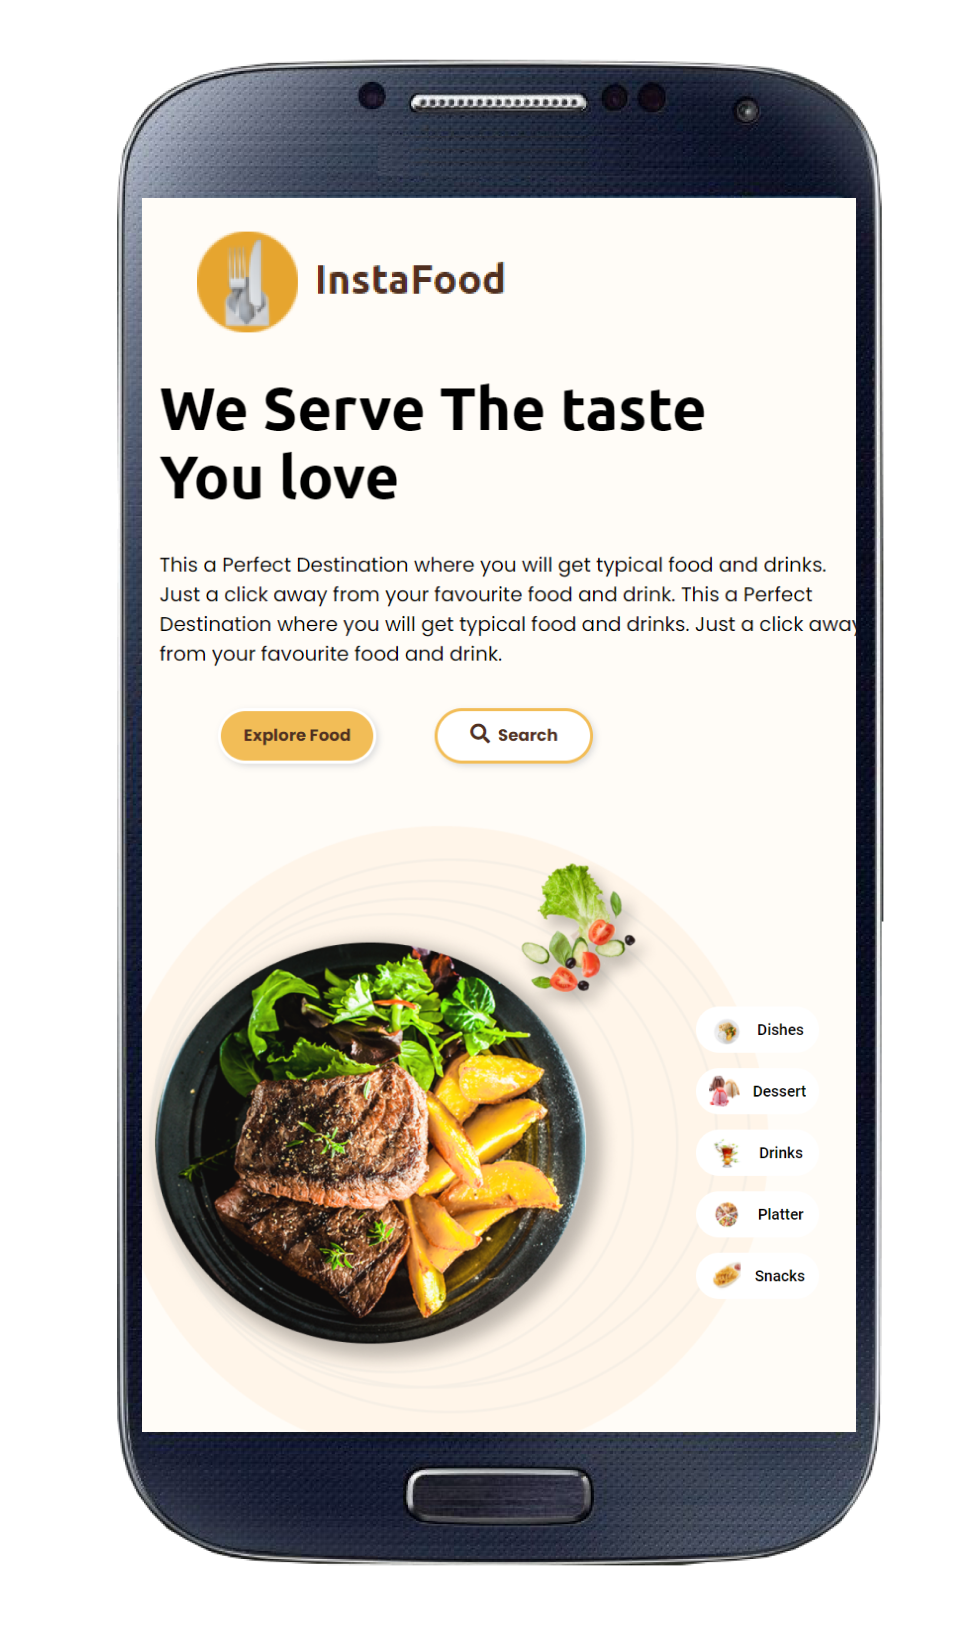 InstaFood
We Serve The taste
You love
This a Perfect Destination where you will get typical food and drinks.
Just a click away from your favourite food and drink. This a Perfect
Destination where you will get typical food and drinks. Just a click away
from your favourite food and drink.
Explore Food
Search
Dishes
Dessert
Drinks
Platter
Snacks